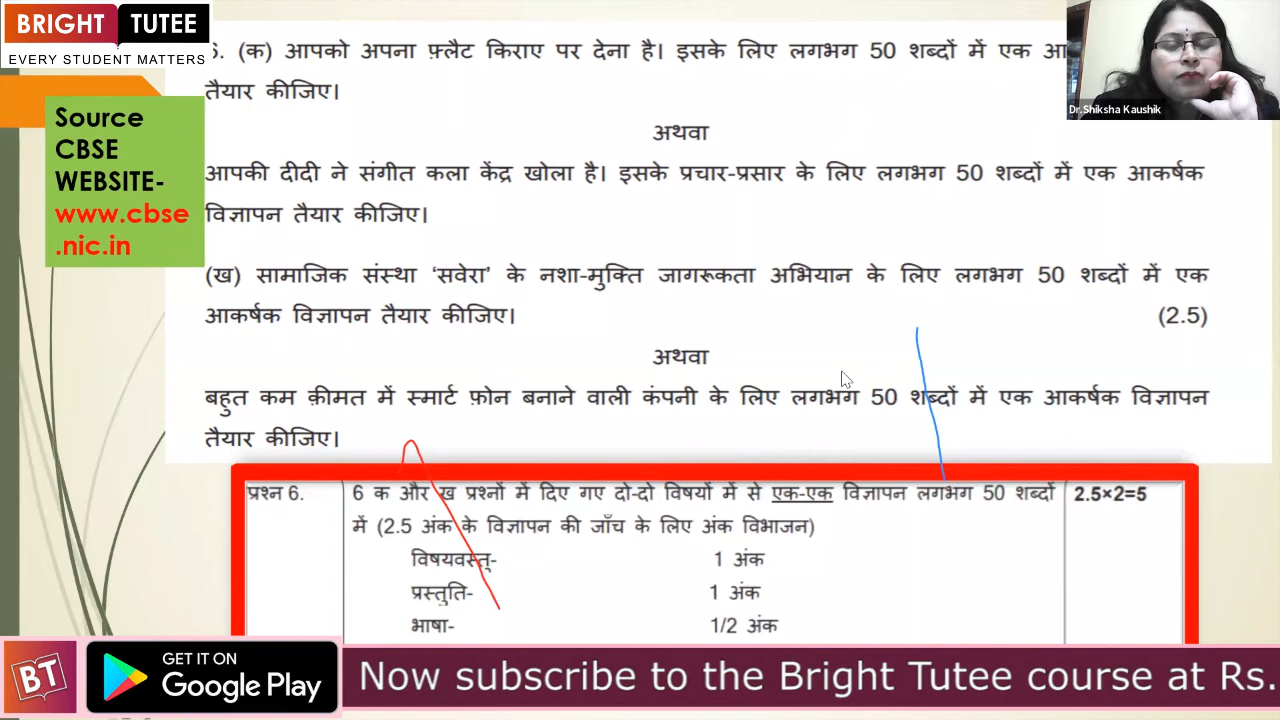 BRIGHT TUTEE
EVERY STUDENT MATTERS
Source
CBSE
WEBSITE-
www.cbse
.nic.in
6. (क) आपको अपना फ़्लैट किराए पर देना है। इसके लिए लगभग 50 शब्दों में एक
तैयार कीजिए।
अथवा
आपकी दीदी ने संगीत कला केंद्र खोला है। इसके प्रचार-प्रसार के लिए लगभग 50 शब्दों में एक आकर्षक
विज्ञापन तैयार कीजिए।
(ख) सामाजिक संस्था ‘सवेरा’ के नशा-मुक्ति जागरूकता अभियान के लिए लगभग 50 शब्दों में एक
आकर्षक विज्ञापन तैयार कीजिए। (2.5)
अथवा
बहुत कम क़ीमत में स्मार्ट फ़ोन बनाने वाली कंपनी के लिए लगभग 50 शब्दों में एक आकर्षक विज्ञापन
तैयार कीजिए।
Dr.Shiksha Kaushik
प्रश्न 6. 6 क और ख प्रश्नों में दिए गए दो-दो विषयों में से एक-एक विज्ञापन लगभग 50 शब्दों 2.5×2=5
में (2.5 अंक के विज्ञापन की जाँच के लिए अंक विभाजन)
विषयवस्तु- 1 अंक
प्रस्तुति- 1 अंक
भाषा- 1/2 अंक
BT
GET IT ON
Google Play
Now subscribe to the Bright Tutee course at Rs.